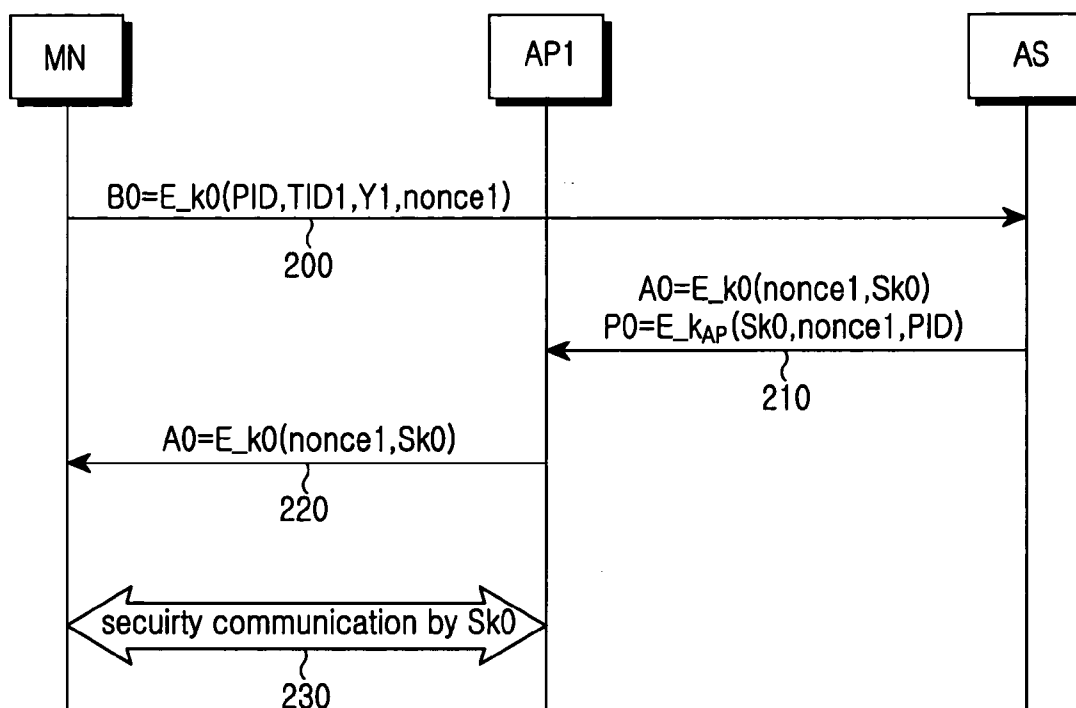 MN
AP1
AS
B0=E_k0(PID,TID1,Y1,nonce1)
200
A0=E_k0(nonce1,Sk0)
P0=E_kAP(Sk0,nonce1,PID)
210
A0=E_k0(nonce1,Sk0)
220
secuirty communication by Sk0
230